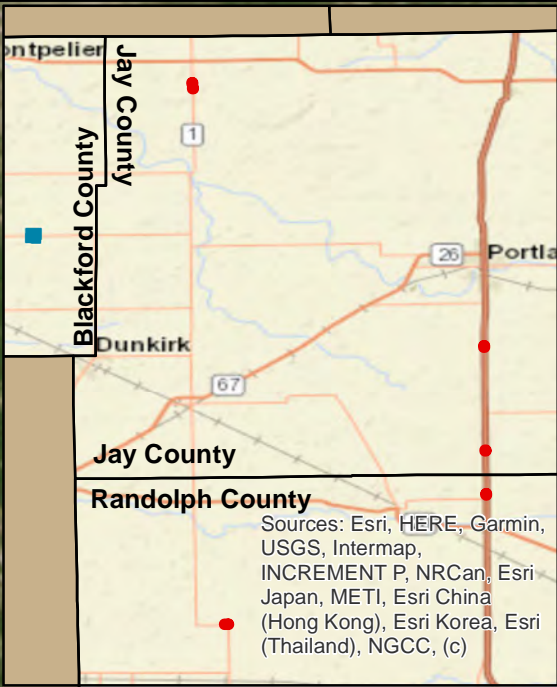 ontpelier
Jay County
1
Blackford County
26
Portla
Dunkirk
67
Jay County
Randolph County
Sources: Esri, HERE, Garmin,
USGS, Intermap,
INCREMENT P, NRCan, Esri
Japan, METI, Esri China
(Hong Kong), Esri Korea, Esri
(Thailand), NGCC, (c)